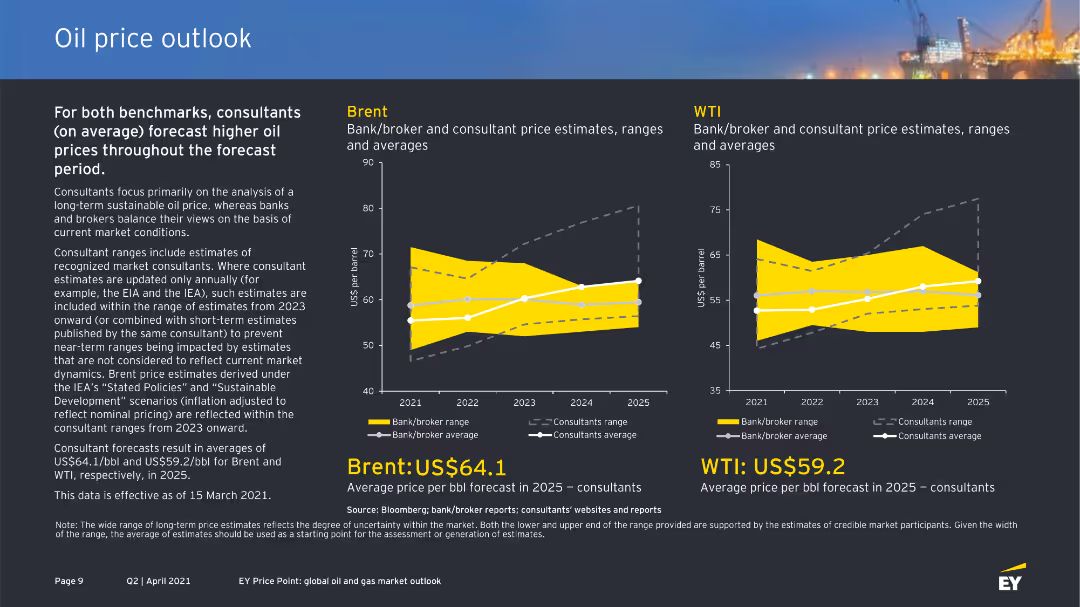 Oil price outlook
For both benchmarks, consultants
(on average) forecast higher oil
prices throughout the forecast
period.
Consultants focus primarily on the analysis of a
long-term sustainable oil price, whereas banks
and brokers balance their views on the basis of
current market conditions.
Consultant ranges include estimates of
recognized market consultants. Where consultant
estimates are updated only annually (for
example, the EIA and the IEA), such estimates are
included within the range of estimates from 2023
onward (or combined with short-term estimates
published by the same consultant) to prevent
near-term ranges being impacted by estimates
that are not considered to reflect current market
dynamics. Brent price estimates derived under
the IEA's “Stated Policies” and “Sustainable
Development” scenarios (inflation adjusted to
reflect nominal pricing) are reflected within the
consultant ranges from 2023 onward.
Consultant forecasts result in averages of
US$64.1/bbl and US$59.2/bbl for Brent and
WTI, respectively, in 2025.
This data is effective as of 15 March 2021.
Brent
Bank/broker and consultant price estimates, ranges
and averages
90
80
70
60
50
40
US$ per barrel
2021 2022 2023 2024 2025
Bank/broker range Consultants range
Bank/broker average Consultants average
Brent: US$64.1
Average price per bbl forecast in 2025 – consultants
WTI
Bank/broker and consultant price estimates, ranges
and averages
85
75
65
55
45
35
US$ per barrel
2021 2022 2023 2024 2025
Bank/broker range Consultants range
Bank/broker average Consultants average
WTI: US$59.2
Average price per bbl forecast in 2025 – consultants
Source: Bloomberg; bank/broker reports; consultants' websites and reports
Note: The wide range of long-term price estimates reflects the degree of uncertainty within the market. Both the lower and upper end of the range provided are supported by the estimates of credible market participants. Given the width
of the range, the average of estimates should be used as a starting point for the assessment or generation of estimates.
Page 9 Q2 | April 2021 EY Price Point: global oil and gas market outlook
EY